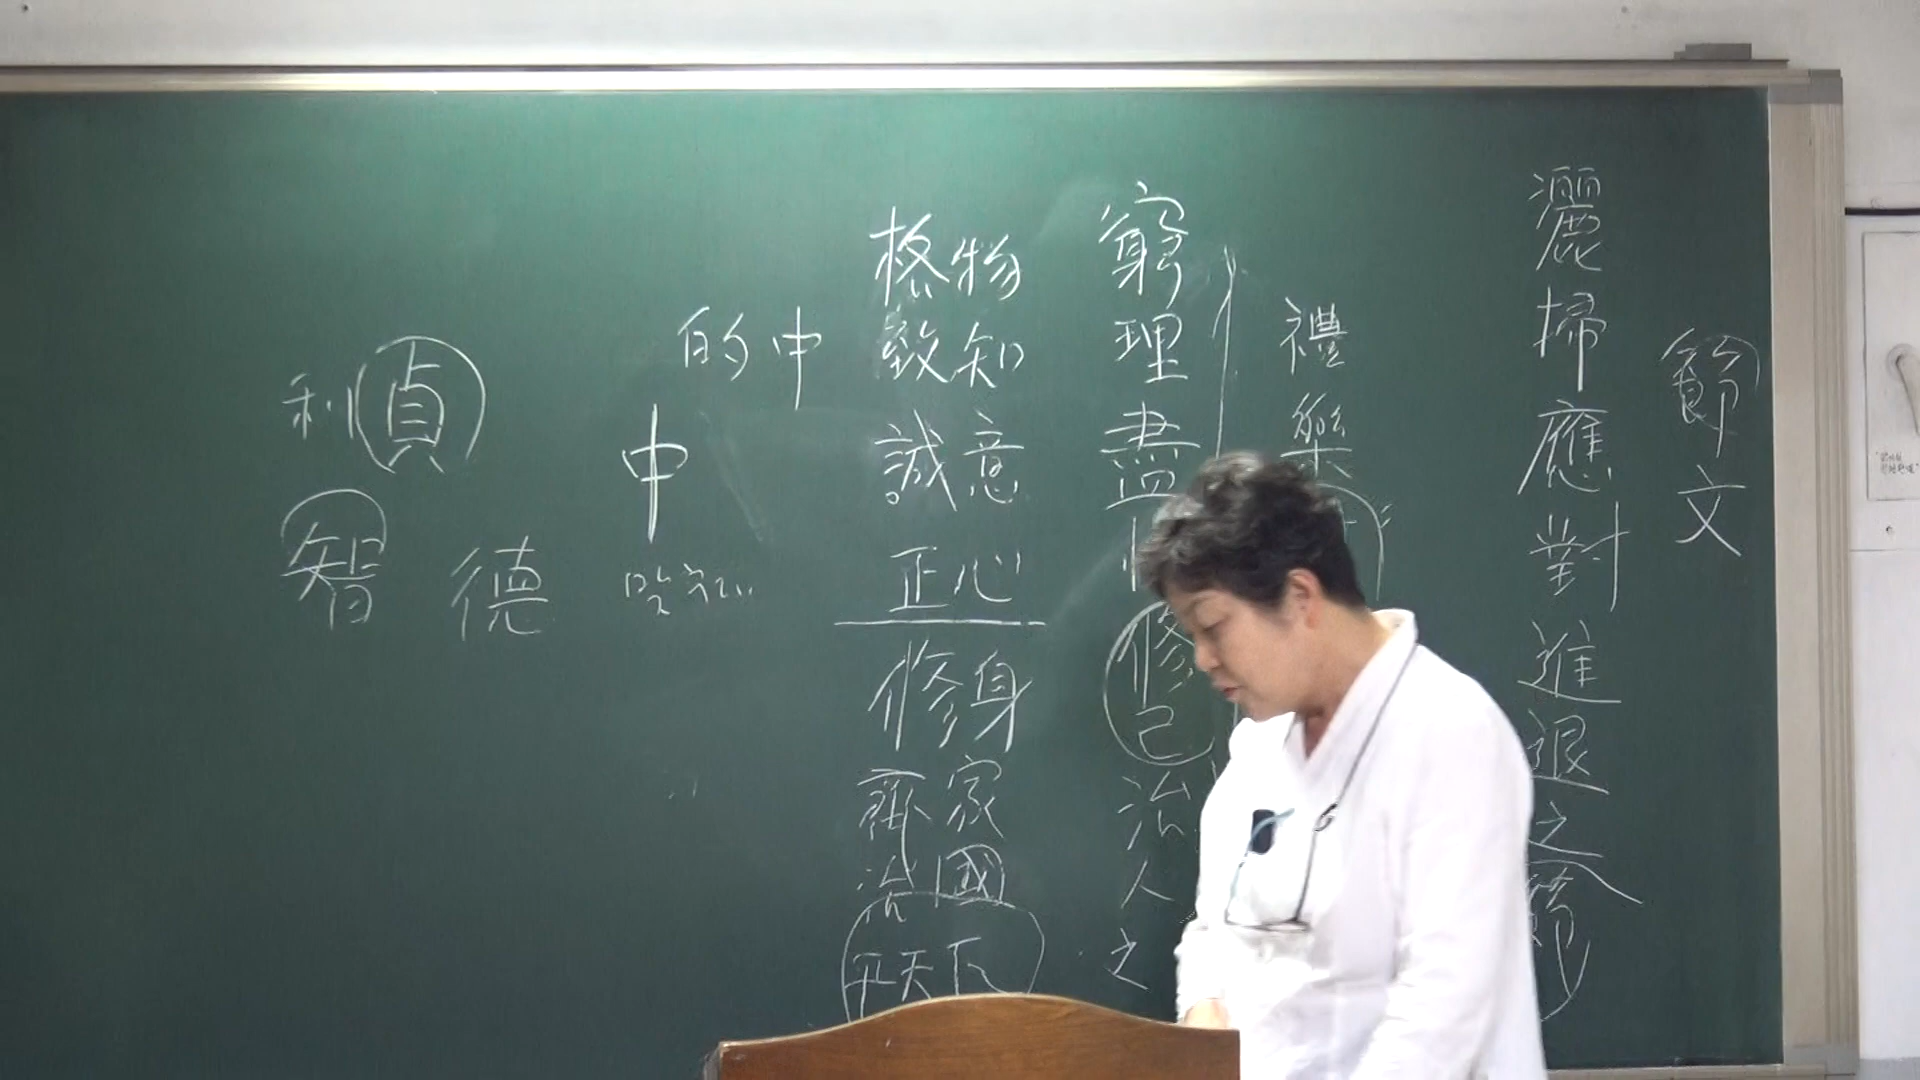 節文
灑掃應對進退之節
禮樂
窮理盡
修己治人之
格物
致知
誠意
正心
修身
齊家
治國
平天下
的中
中
德
利貞
智